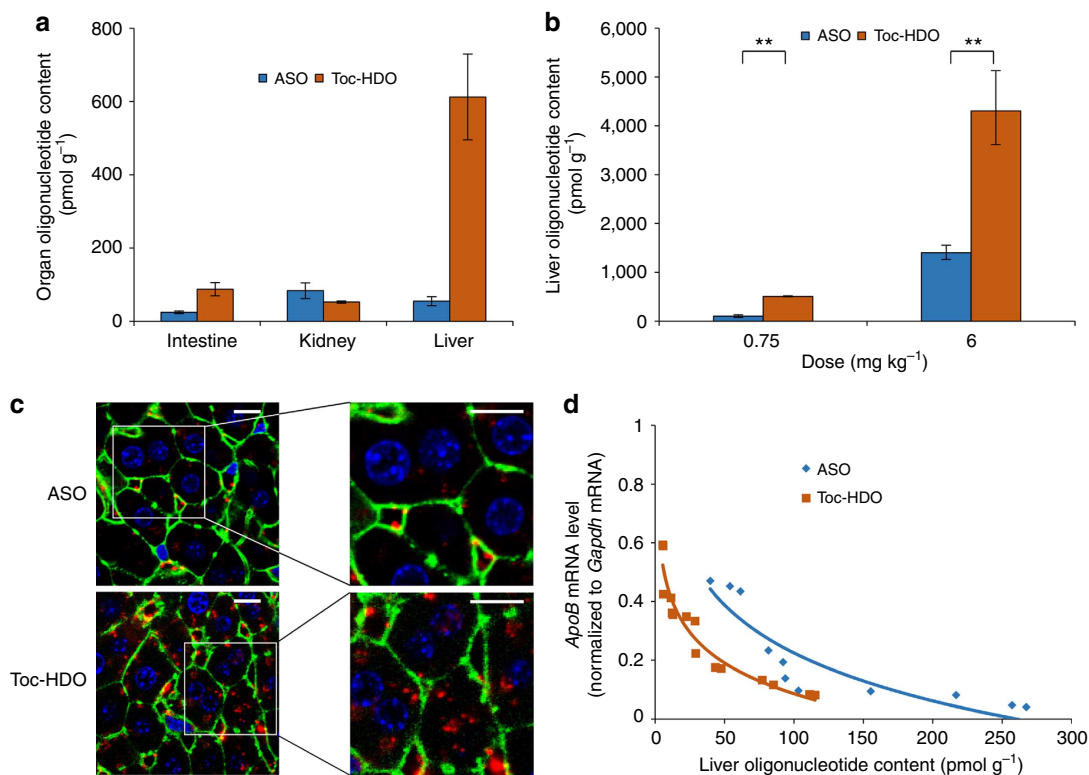 a
800
600
400
200
0
Organ oligonucleotide content
(pmol g⁻¹)
ASO
Toc-HDO
Intestine
Kidney
Liver
b
6,000
5,000
4,000
3,000
2,000
1,000
0
Liver oligonucleotide content
(pmol g⁻¹)
ASO
Toc-HDO
**
**
0.75
6
Dose (mg kg⁻¹)
c
ASO
Toc-HDO
d
1
0.8
0.6
0.4
0.2
0
ApoB mRNA level
(normalized to Gapdh mRNA)
ASO
Toc-HDO
0
50
100
150
200
250
300
Liver oligonucleotide content (pmol g⁻¹)